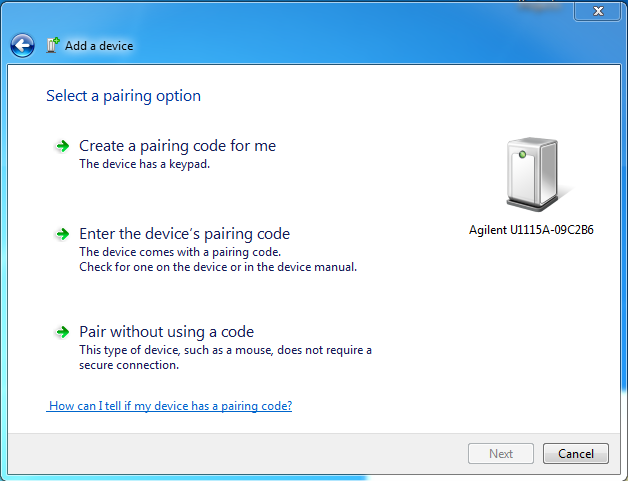 Add a device
Select a pairing option
Create a pairing code for me
The device has a keypad.
Agilent U1115A-09C2B6
Enter the device's pairing code
The device comes with a pairing code.
Check for one on the device or in the device manual.
Pair without using a code
This type of device, such as a mouse, does not require a
secure connection.
How can I tell if my device has a pairing code?
Next
Cancel